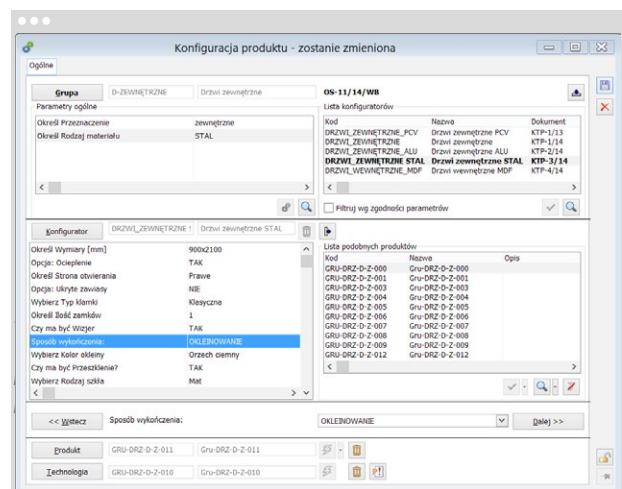 Konfiguracja produktu - zostanie zmieniona
Ogólne
Grupa D-ZEWNĘTRZNE Drzwi zewnętrzne OS-11/14/WB
Parametry ogólne
Określ Przeznaczenie zewnętrzne
Określ Rodzaj materiału STAL
Lista konfiguratorów
Kod Nazwa Dokument
DRZWI_ZEWNĘTRZNE_PCV Drzwi zewnętrzne PCV KTP-1/13
DRZWI_ZEWNĘTRZNE Drzwi zewnętrzne KTP-1/14
DRZWI_ZEWNĘTRZNE_ALU Drzwi zewnętrzne ALU KTP-2/14
DRZWI_ZEWNĘTRZNE STAL Drzwi zewnętrzne STAL KTP-3/14
DRZWI_WEWNĘTRZNE_MDF Drzwi wewnętrzne MDF KTP-4/14
Filtruj wg zgodności parametrów
Konfigurator DRZWI_ZEWNĘTRZNE Drzwi zewnętrzne STAL
Określ Wymiary [mm] 900x2100
Opcja: Ocieplenie TAK
Określ Strona otwierania Prawe
Opcja: Ukryte zawiasy NIE
Wybierz Typ klamki Klasyczna
Określ Ilość zamków 1
Czy ma być Wizjer TAK
Sposób wykończenia: OKLEINOWANIE
Wybierz Kolor okleiny Orzech ciemny
Czy ma być Przeszklenie? TAK
Wybierz Rodzaj szkła Mat
Lista podobnych produktów
Kod Nazwa Opis
GRU-DRZ-D-Z-000 Gru-DRZ-D-Z-000
GRU-DRZ-D-Z-001 Gru-DRZ-D-Z-001
GRU-DRZ-D-Z-003 Gru-DRZ-D-Z-003
GRU-DRZ-D-Z-004 Gru-DRZ-D-Z-004
GRU-DRZ-D-Z-005 Gru-DRZ-D-Z-005
GRU-DRZ-D-Z-006 Gru-DRZ-D-Z-006
GRU-DRZ-D-Z-007 Gru-DRZ-D-Z-007
GRU-DRZ-D-Z-008 Gru-DRZ-D-Z-008
GRU-DRZ-D-Z-009 Gru-DRZ-D-Z-009
GRU-DRZ-D-Z-012 Gru-DRZ-D-Z-012
<< Wstecz Sposób wykończenia: OKLEINOWANIE Dalej >>
Produkt GRU-DRZ-D-Z-011 Gru-DRZ-D-Z-011
Technologia GRU-DRZ-D-Z-010 Gru-DRZ-D-Z-010